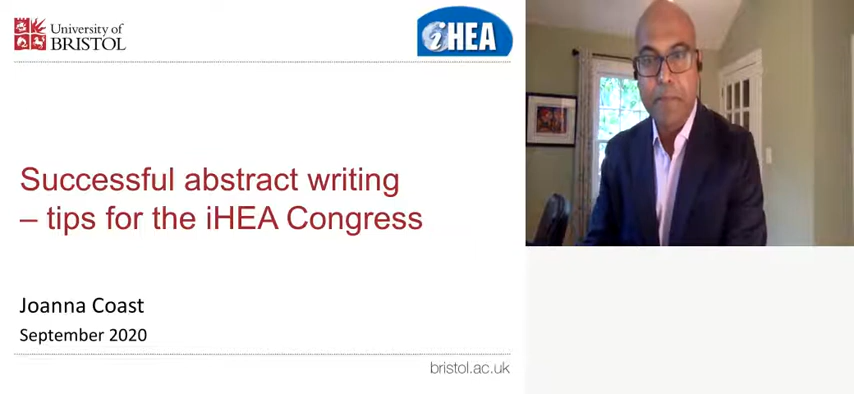 University of
BRISTOL
iHEA
Successful abstract writing
– tips for the iHEA Congress
Joanna Coast
September 2020
bristol.ac.uk